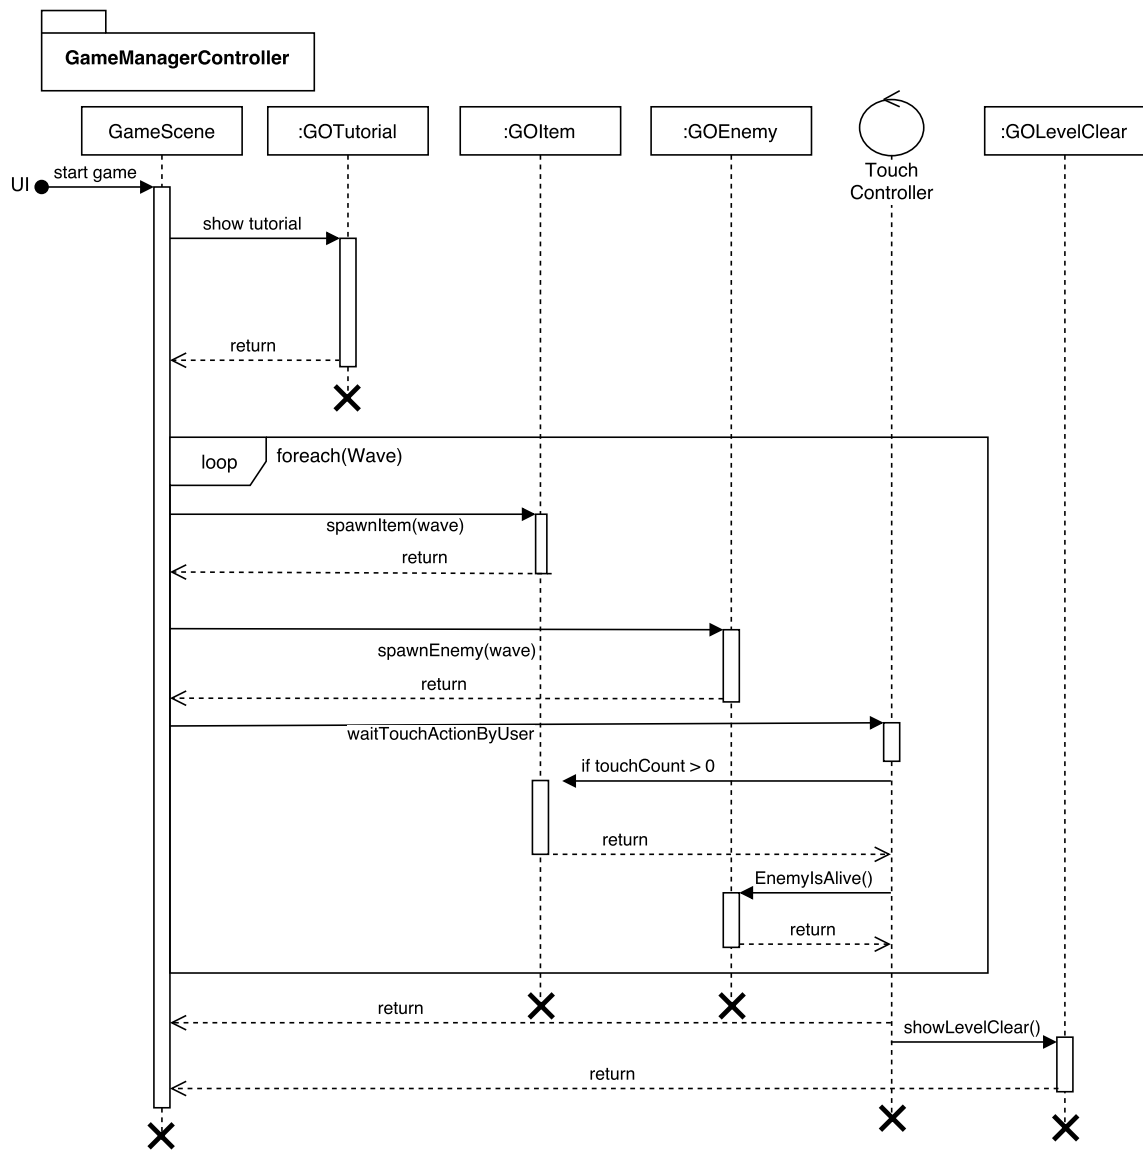 GameManagerController
GameScene
:GOTutorial
:GOItem
:GOEnemy
Touch
Controller
:GOLevelClear
UI
start game
show tutorial
return
loop
foreach(Wave)
spawnItem(wave)
return
spawnEnemy(wave)
return
waitTouchActionByUser
if touchCount > 0
return
EnemyIsAlive()
return
return
showLevelClear()
return